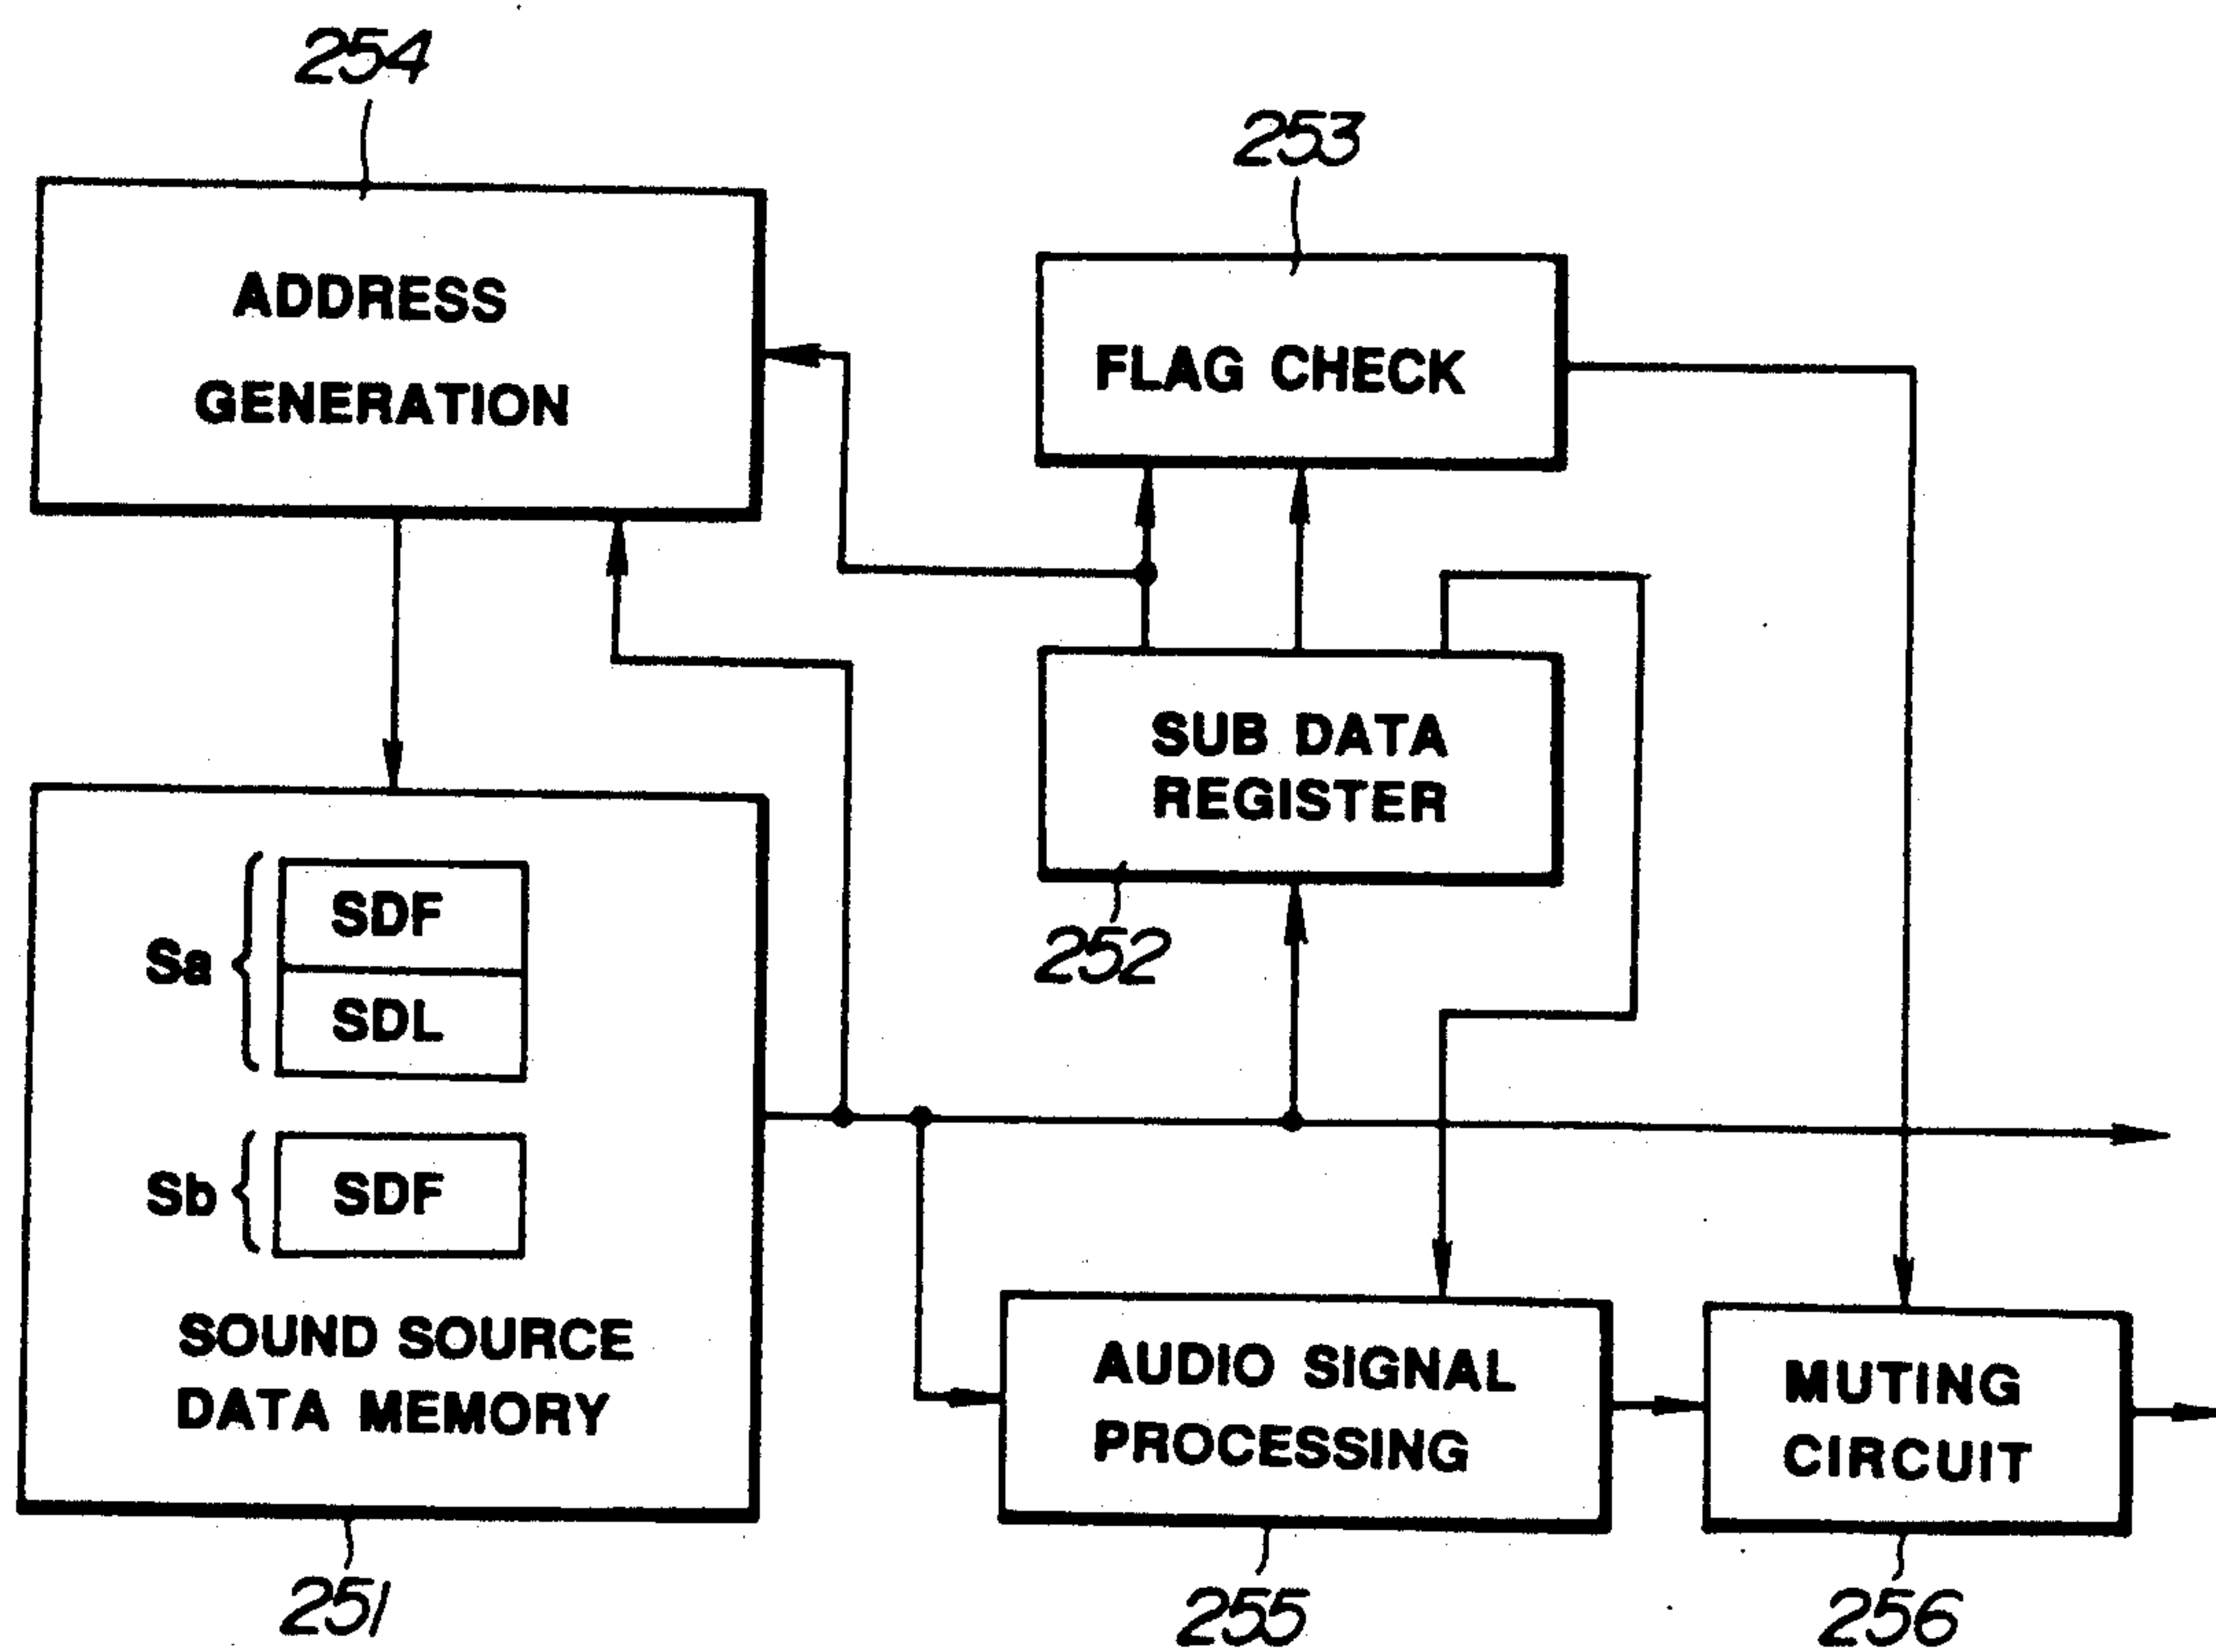 254
ADDRESS
GENERATION
253
FLAG CHECK
SUB DATA
REGISTER
252
Sa
SDF
SDL
Sb
SDF
SOUND SOURCE
DATA MEMORY
251
AUDIO SIGNAL
PROCESSING
255
MUTING
CIRCUIT
256